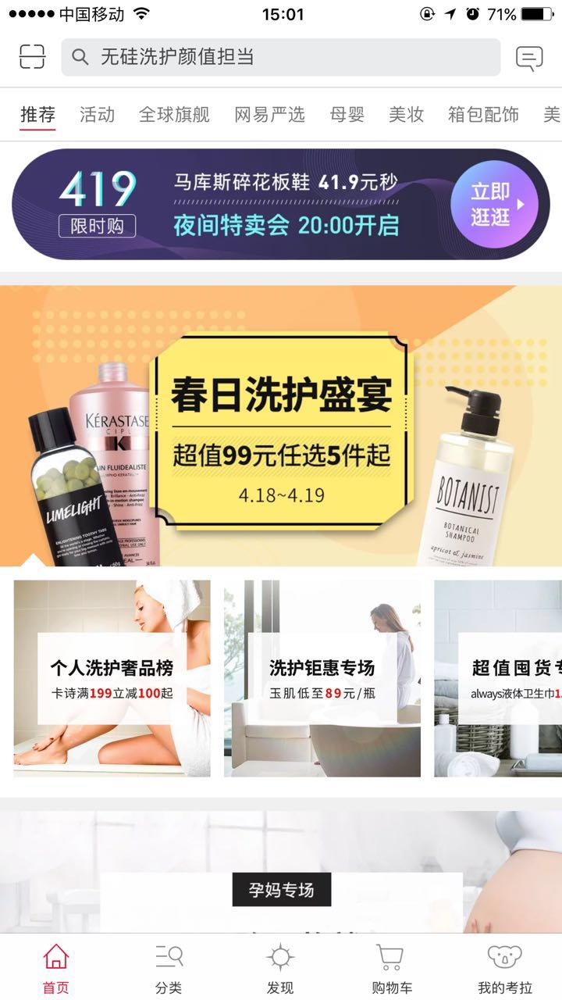 中国移动
15:01
71%
无硅洗护颜值担当
推荐 活动 全球旗舰 网易严选 母婴 美妆 箱包配饰 美
419
限时购
马库斯碎花板鞋 41.9元秒
夜间特卖会 20:00开启
立即
逛逛
春日洗护盛宴
超值99元任选5件起
4.18~4.19
KÉRASTASE
K
FLUIDEALISTE
LIMELIGHT
ENLIGHTENING TOOTHY TABS
BOTANIST
BOTANICAL
SHAMPOO
apricot & jasmine
个人洗护奢品榜
卡诗满199立减100起
洗护钜惠专场
玉肌低至89元/瓶
超值囤货专
always液体卫生巾1
孕妈专场
首页 分类 发现 购物车 我的考拉